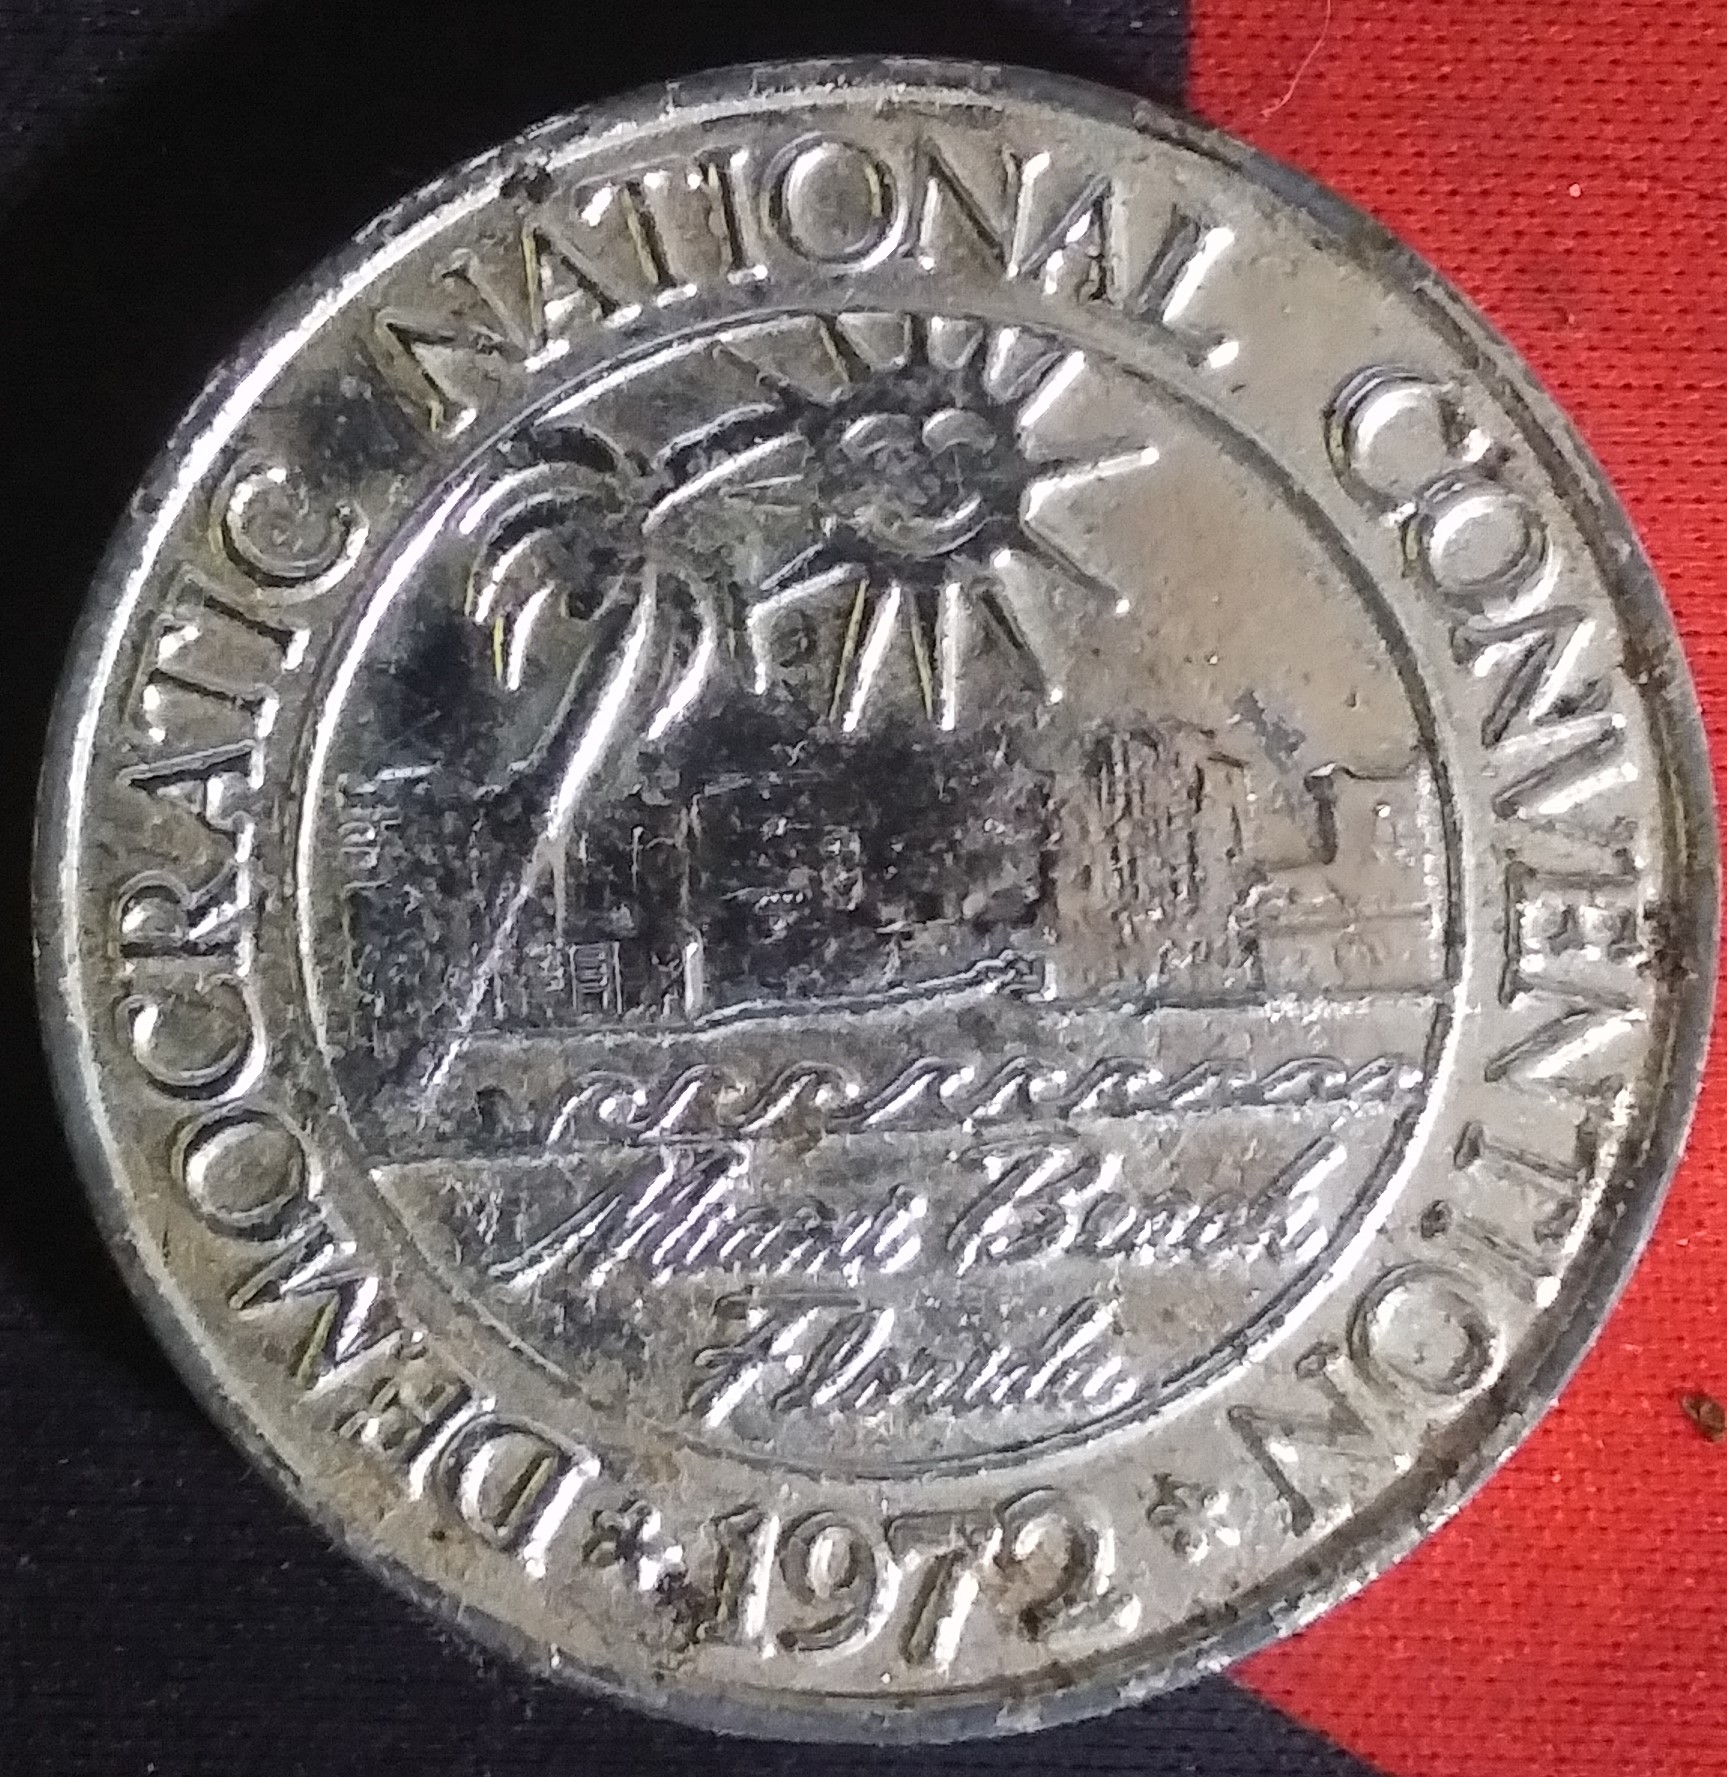 DEMOCRATIC NATIONAL CONVENTION
Miami Beach
Florida
1972